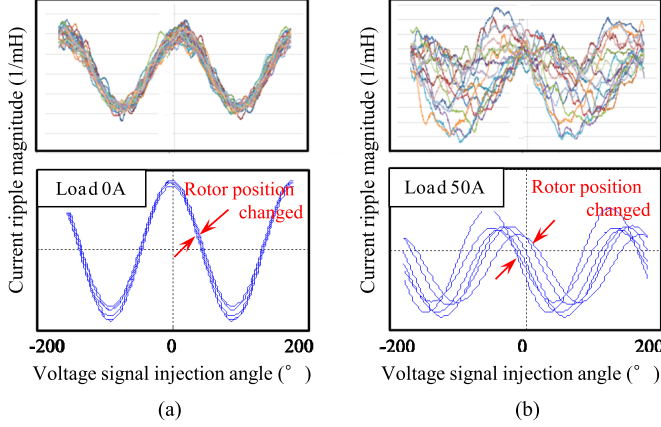 Current ripple magnitude (1/mH)
Load 0A
Rotor position
changed
-200
0
200
Voltage signal injection angle (°)
(a)
Current ripple magnitude (1/mH)
Load 50A
Rotor position
changed
-200
0
200
Voltage signal injection angle (°)
(b)